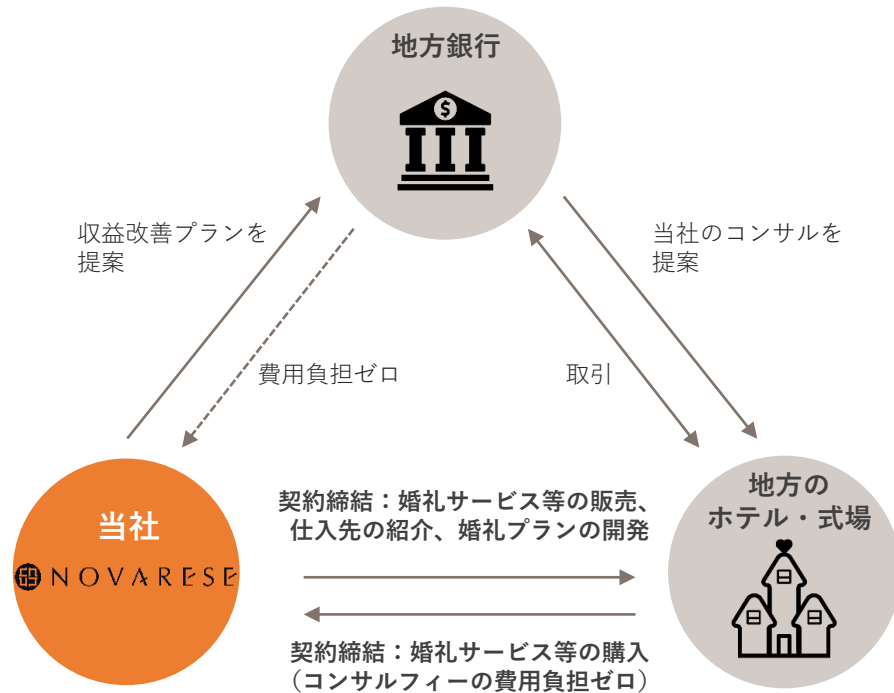 地方銀行
$
収益改善プランを
提案
当社のコンサルを
提案
費用負担ゼロ
取引
当社
NOVARESE
契約締結：婚礼サービス等の販売、
仕入先の紹介、婚礼プランの開発
地方の
ホテル・式場
契約締結：婚礼サービス等の購入
（コンサルフィーの費用負担ゼロ）